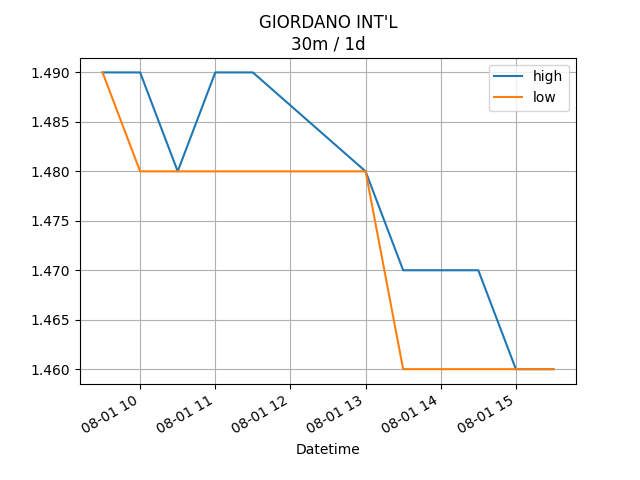 GIORDANO INT'L
30m / 1d
high
low
1.490
1.485
1.480
1.475
1.470
1.465
1.460
08-01 10
08-01 11
08-01 12
08-01 13
08-01 14
08-01 15
Datetime